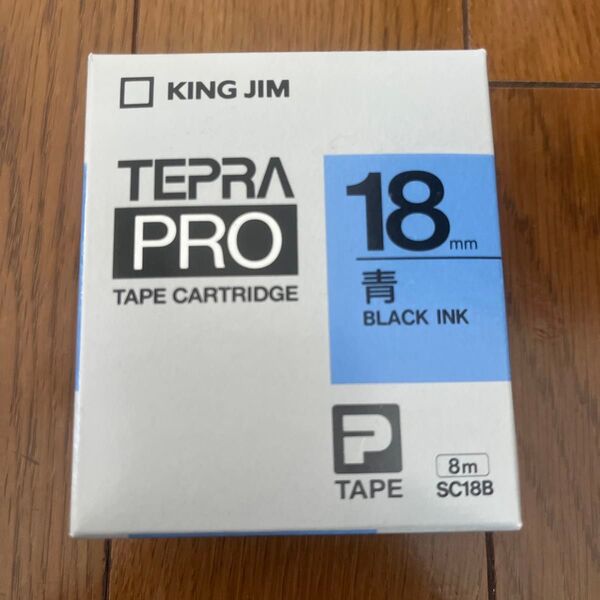 KING JIM
TEPRA
PRO
TAPE CARTRIDGE
18mm
青
BLACK INK
P
TAPE
8m
SC18B